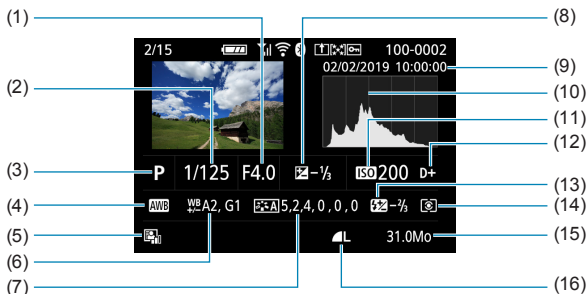 (1) (8)
2/15 100-0002
02/02/2019 10:00:00 (9)
(2) (10)
(11)
(12)
(3) P 1/125 F4.0 -1/3 ISO 200 D+
(13)
(4) AWB WB +/- A2, G1 A 5,2,4,0,0,0 -2/3 (14)
(5) L 31.0Mo (15)
(6)
(7) (16)